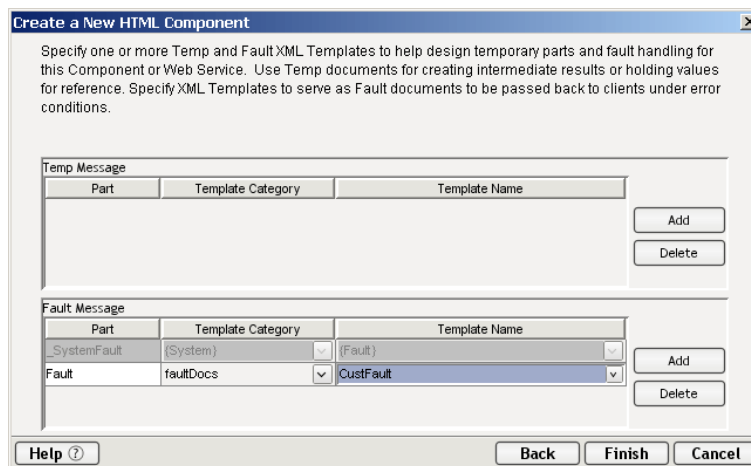 Create a New HTML Component
Specify one or more Temp and Fault XML Templates to help design temporary parts and fault handling for
this Component or Web Service. Use Temp documents for creating intermediate results or holding values
for reference. Specify XML Templates to serve as Fault documents to be passed back to clients under error
conditions.
Temp Message
Part Template Category Template Name
Add
Delete
Fault Message
Part Template Category Template Name
_SystemFault {System} {Fault}
Fault faultDocs CustFault
Add
Delete
Help ? Back Finish Cancel